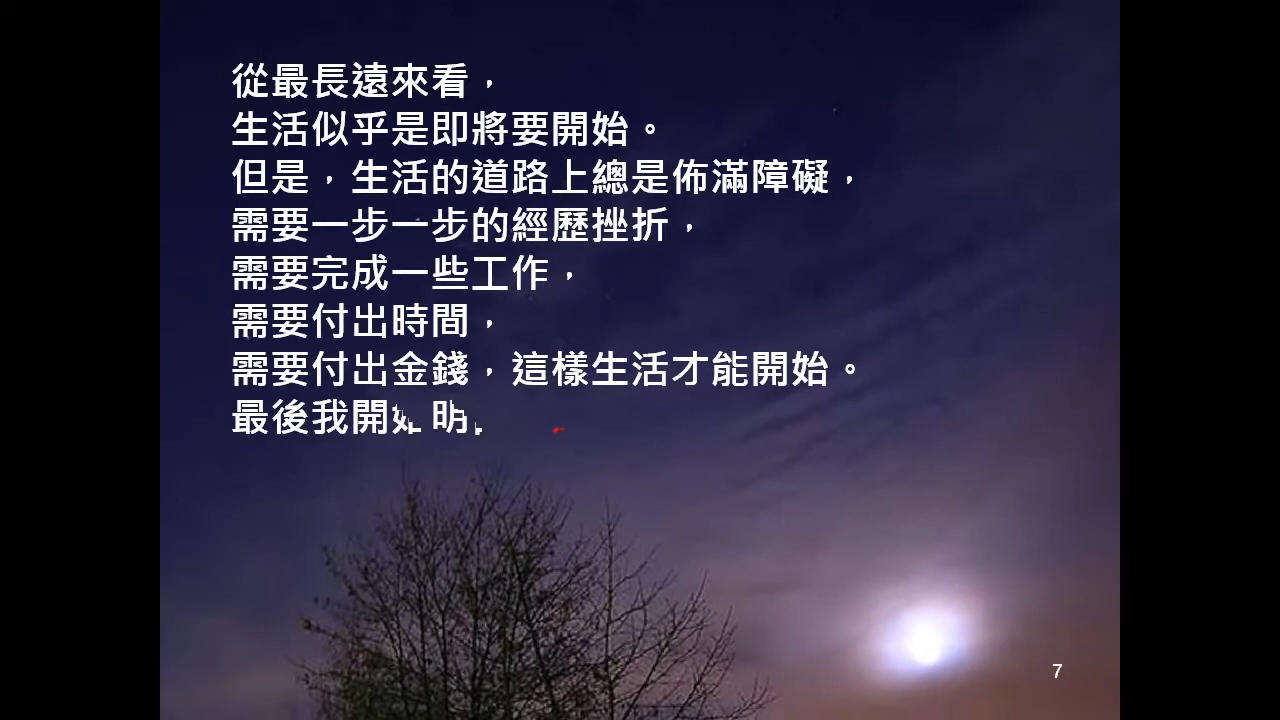 從最長遠來看，
生活似乎是即將要開始。
但是，生活的道路上總是佈滿障礙，
需要一步一步的經歷挫折，
需要完成一些工作，
需要付出時間，
需要付出金錢，這樣生活才能開始。
最後我開
7